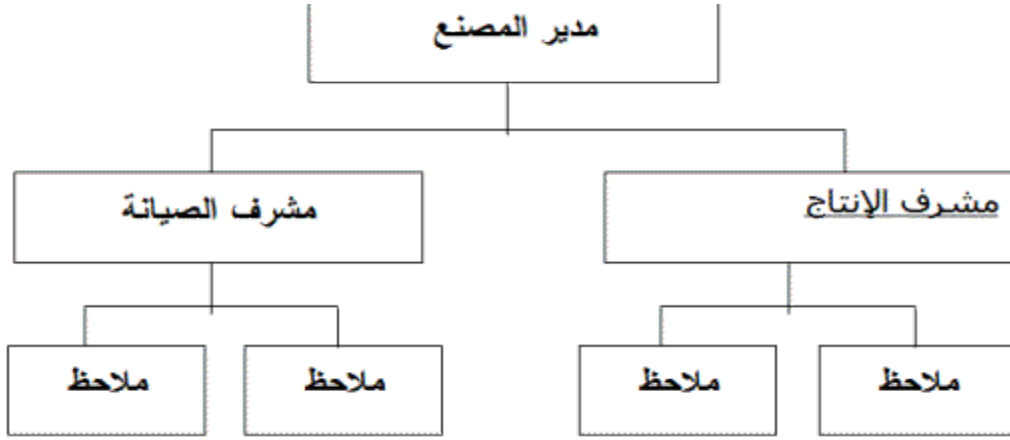 مدير المصنع
مشرف الإنتاج
مشرف الصيانة
ملاحظ
ملاحظ
ملاحظ
ملاحظ